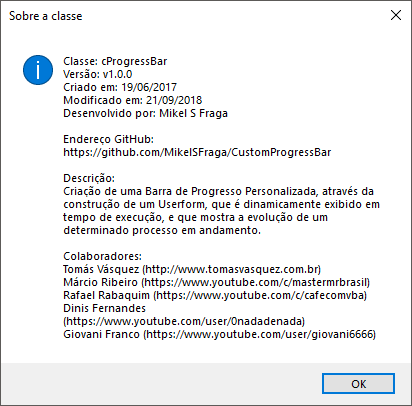 Sobre a classe
Classe: cProgressBar
Versão: v1.0.0
Criado em: 19/06/2017
Modificado em: 21/09/2018
Desenvolvido por: Mikel S Fraga
Endereço GitHub:
https://github.com/MikelSFraga/CustomProgressBar
Descrição:
Criação de uma Barra de Progresso Personalizada, através da
construção de um Userform, que é dinamicamente exibido em
tempo de execução, e que mostra a evolução de um
determinado processo em andamento.
Colaboradores:
Tomás Vásquez (http://www.tomasvasquez.com.br)
Márcio Ribeiro (https://www.youtube.com/c/mastermrbrasil)
Rafael Rabaquim (https://www.youtube.com/c/cafecomvba)
Dinis Fernandes
(https://www.youtube.com/user/0nadadenada)
Giovani Franco (https://www.youtube.com/user/giovani6666)
OK